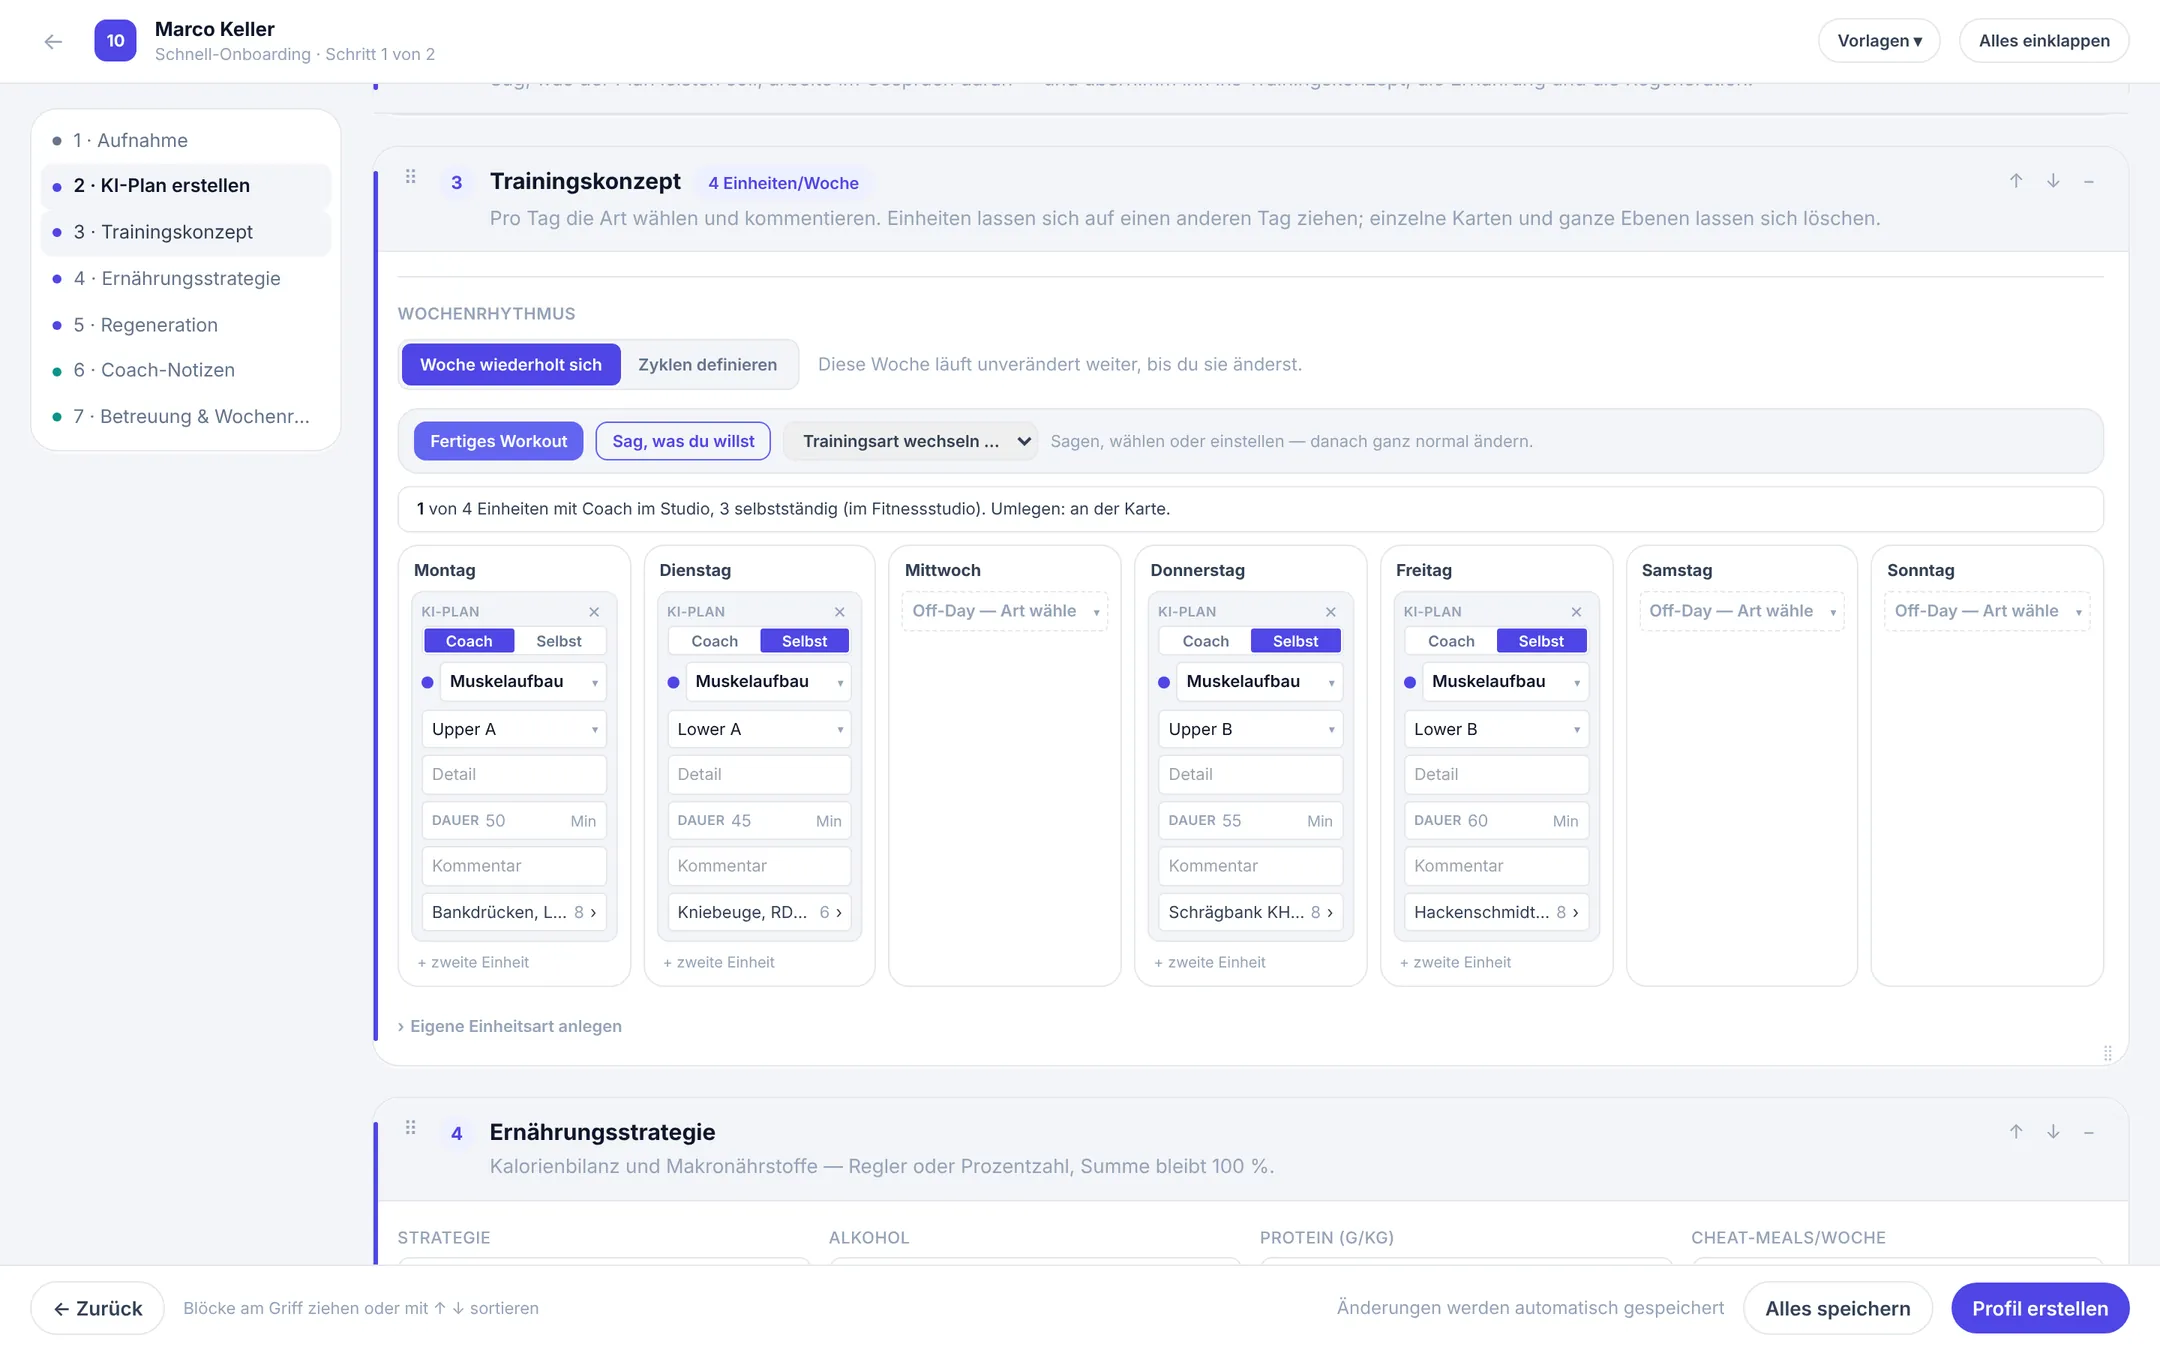 10
Marco Keller
Schnell-Onboarding · Schritt 1 von 2
Vorlagen ▾
Alles einklappen
1 · Aufnahme
2 · KI-Plan erstellen
3 · Trainingskonzept
4 · Ernährungsstrategie
5 · Regeneration
6 · Coach-Notizen
7 · Betreuung & Wochenr...
3
Trainingskonzept
4 Einheiten/Woche
Pro Tag die Art wählen und kommentieren. Einheiten lassen sich auf einen anderen Tag ziehen; einzelne Karten und ganze Ebenen lassen sich löschen.
WOCHENRHYTHMUS
Woche wiederholt sich
Zyklen definieren
Diese Woche läuft unverändert weiter, bis du sie änderst.
Fertiges Workout
Sag, was du willst
Trainingsart wechseln ...
Sagen, wählen oder einstellen — danach ganz normal ändern.
1 von 4 Einheiten mit Coach im Studio, 3 selbstständig (im Fitnessstudio). Umlegen: an der Karte.
Montag
KI-PLAN ×
Coach Selbst
Muskelaufbau
Upper A
Detail
DAUER 50 Min
Kommentar
Bankdrücken, L... 8 ›
+ zweite Einheit
Dienstag
KI-PLAN ×
Coach Selbst
Muskelaufbau
Lower A
Detail
DAUER 45 Min
Kommentar
Kniebeuge, RD... 6 ›
+ zweite Einheit
Mittwoch
Off-Day — Art wähle
Donnerstag
KI-PLAN ×
Coach Selbst
Muskelaufbau
Upper B
Detail
DAUER 55 Min
Kommentar
Schrägbank KH... 8 ›
+ zweite Einheit
Freitag
KI-PLAN ×
Coach Selbst
Muskelaufbau
Lower B
Detail
DAUER 60 Min
Kommentar
Hackenschmidt... 8 ›
+ zweite Einheit
Samstag
Off-Day — Art wähle
Sonntag
Off-Day — Art wähle
› Eigene Einheitsart anlegen
4
Ernährungsstrategie
Kalorienbilanz und Makronährstoffe — Regler oder Prozentzahl, Summe bleibt 100 %.
STRATEGIE
ALKOHOL
PROTEIN (G/KG)
CHEAT-MEALS/WOCHE
← Zurück
Blöcke am Griff ziehen oder mit ↑ ↓ sortieren
Änderungen werden automatisch gespeichert
Alles speichern
Profil erstellen